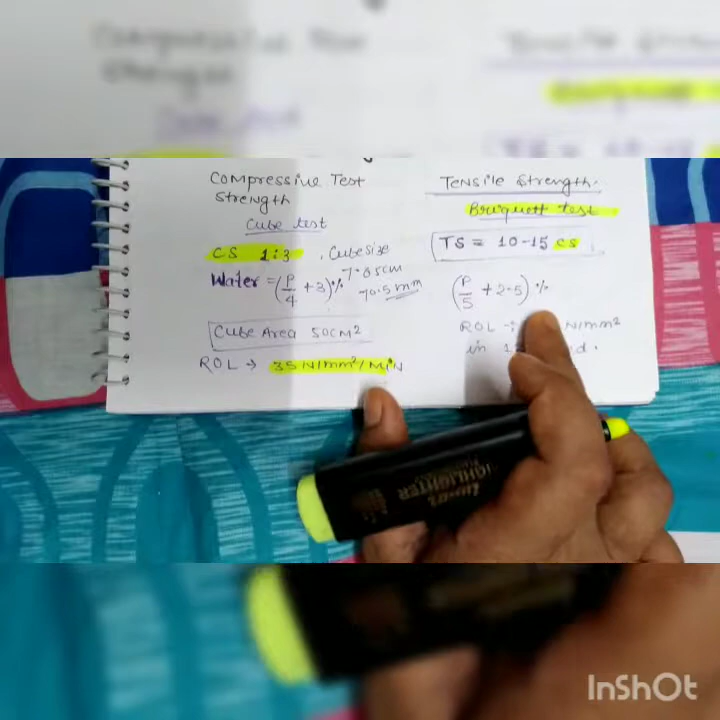 Compressive Test
Strength
Cube test
CS 1:3 , Cube size
7.05cm
70.5mm
Water = (P/4 + 3)%
Cube Area 50cm²
ROL → 35 N/mm²/MIN
Tensile Strength.
Briquott test
TS = 10-15 CS
(P/5 + 2.5)%
ROL → N/mm²
in
HIGHLIGHTER
InShOt